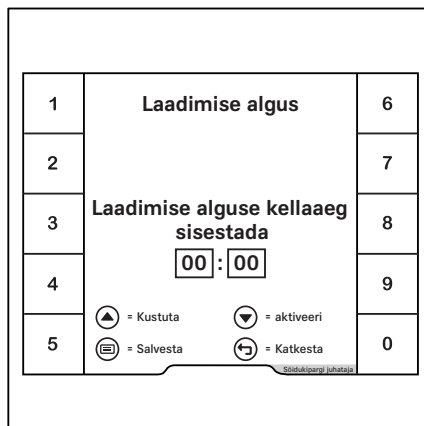 1
Laadimise algus
6
2
7
3
Laadimise alguse kellaaeg
sisestada
8
00 : 00
4
9
= Kustuta
= aktiveeri
5
= Salvesta
= Katkesta
0
Sõidukipargi juhataja